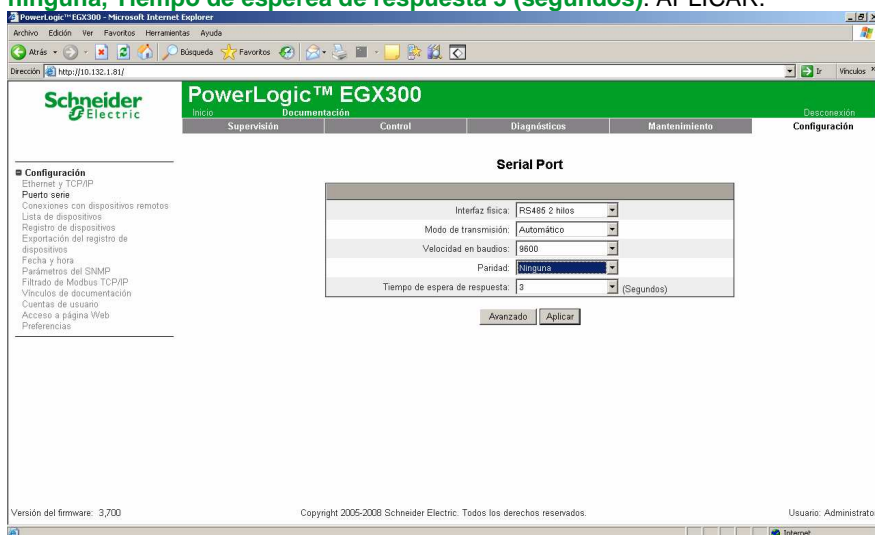 ninguna, Tiempo de esperea de respuesta 3 (segundos). APLICAR.
PowerLogic™ EGX300 - Microsoft Internet Explorer
Archivo Edición Ver Favoritos Herramientas Ayuda
Atrás Búsqueda Favoritos
Dirección http://10.132.1.81/ Ir Vínculos »
Schneider Electric
PowerLogic™ EGX300
Inicio Documentación Desconexión
Supervisión Control Diagnósticos Mantenimiento Configuración
Serial Port
Configuración
Ethernet y TCP/IP
Puerto serie
Conexiones con dispositivos remotos
Lista de dispositivos
Registro de dispositivos
Exportación del registro de
dispositivos
Fecha y hora
Parámetros del SNMP
Filtrado de Modbus TCP/IP
Vínculos de documentación
Cuentas de usuario
Acceso a página Web
Preferencias
Interfaz física: RS485 2 hilos
Modo de transmisión: Automático
Velocidad en baudios: 9600
Paridad: Ninguna
Tiempo de espera de respuesta: 3 (Segundos)
Avanzado Aplicar
Versión del firmware: 3,700 Copyright 2005-2008 Schneider Electric. Todos los derechos reservados. Usuario: Administrato
Internet